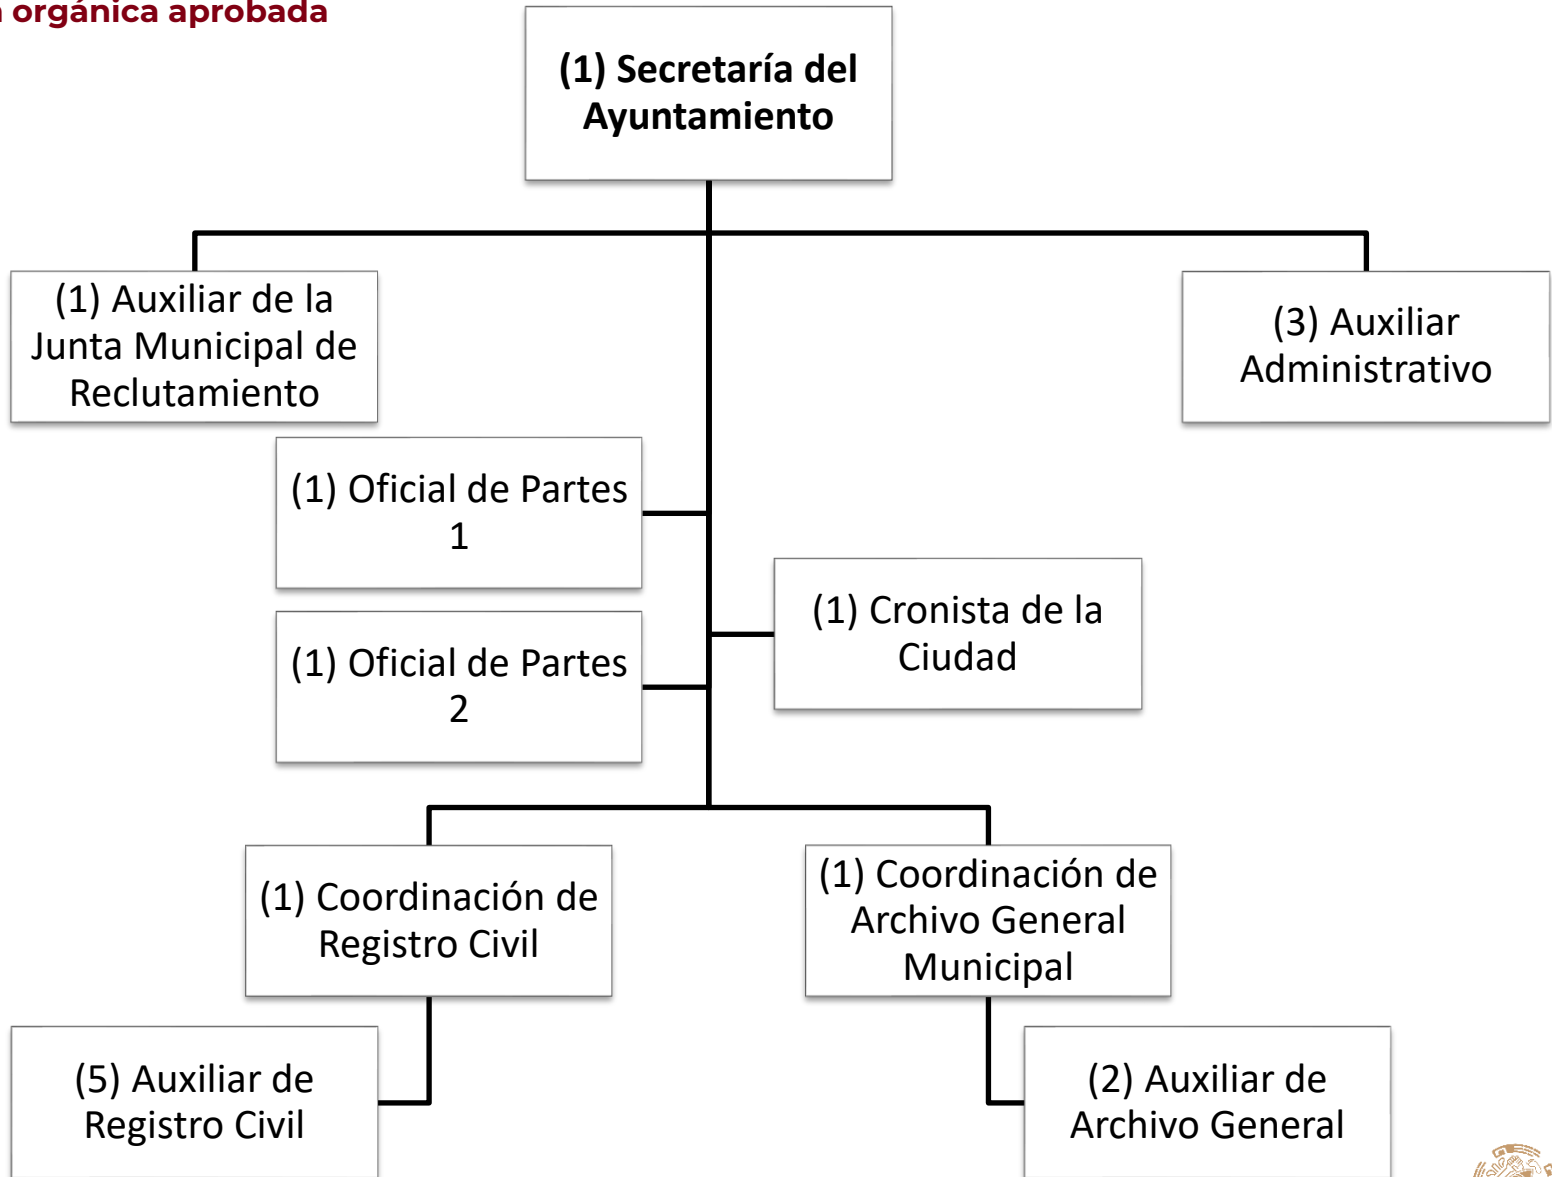 orgánica aprobada
(1) Secretaría del
Ayuntamiento
(1) Auxiliar de la
Junta Municipal de
Reclutamiento
(3) Auxiliar
Administrativo
(1) Oficial de Partes
1
(1) Cronista de la
Ciudad
(1) Oficial de Partes
2
(1) Coordinación de
Registro Civil
(1) Coordinación de
Archivo General
Municipal
(5) Auxiliar de
Registro Civil
(2) Auxiliar de
Archivo General